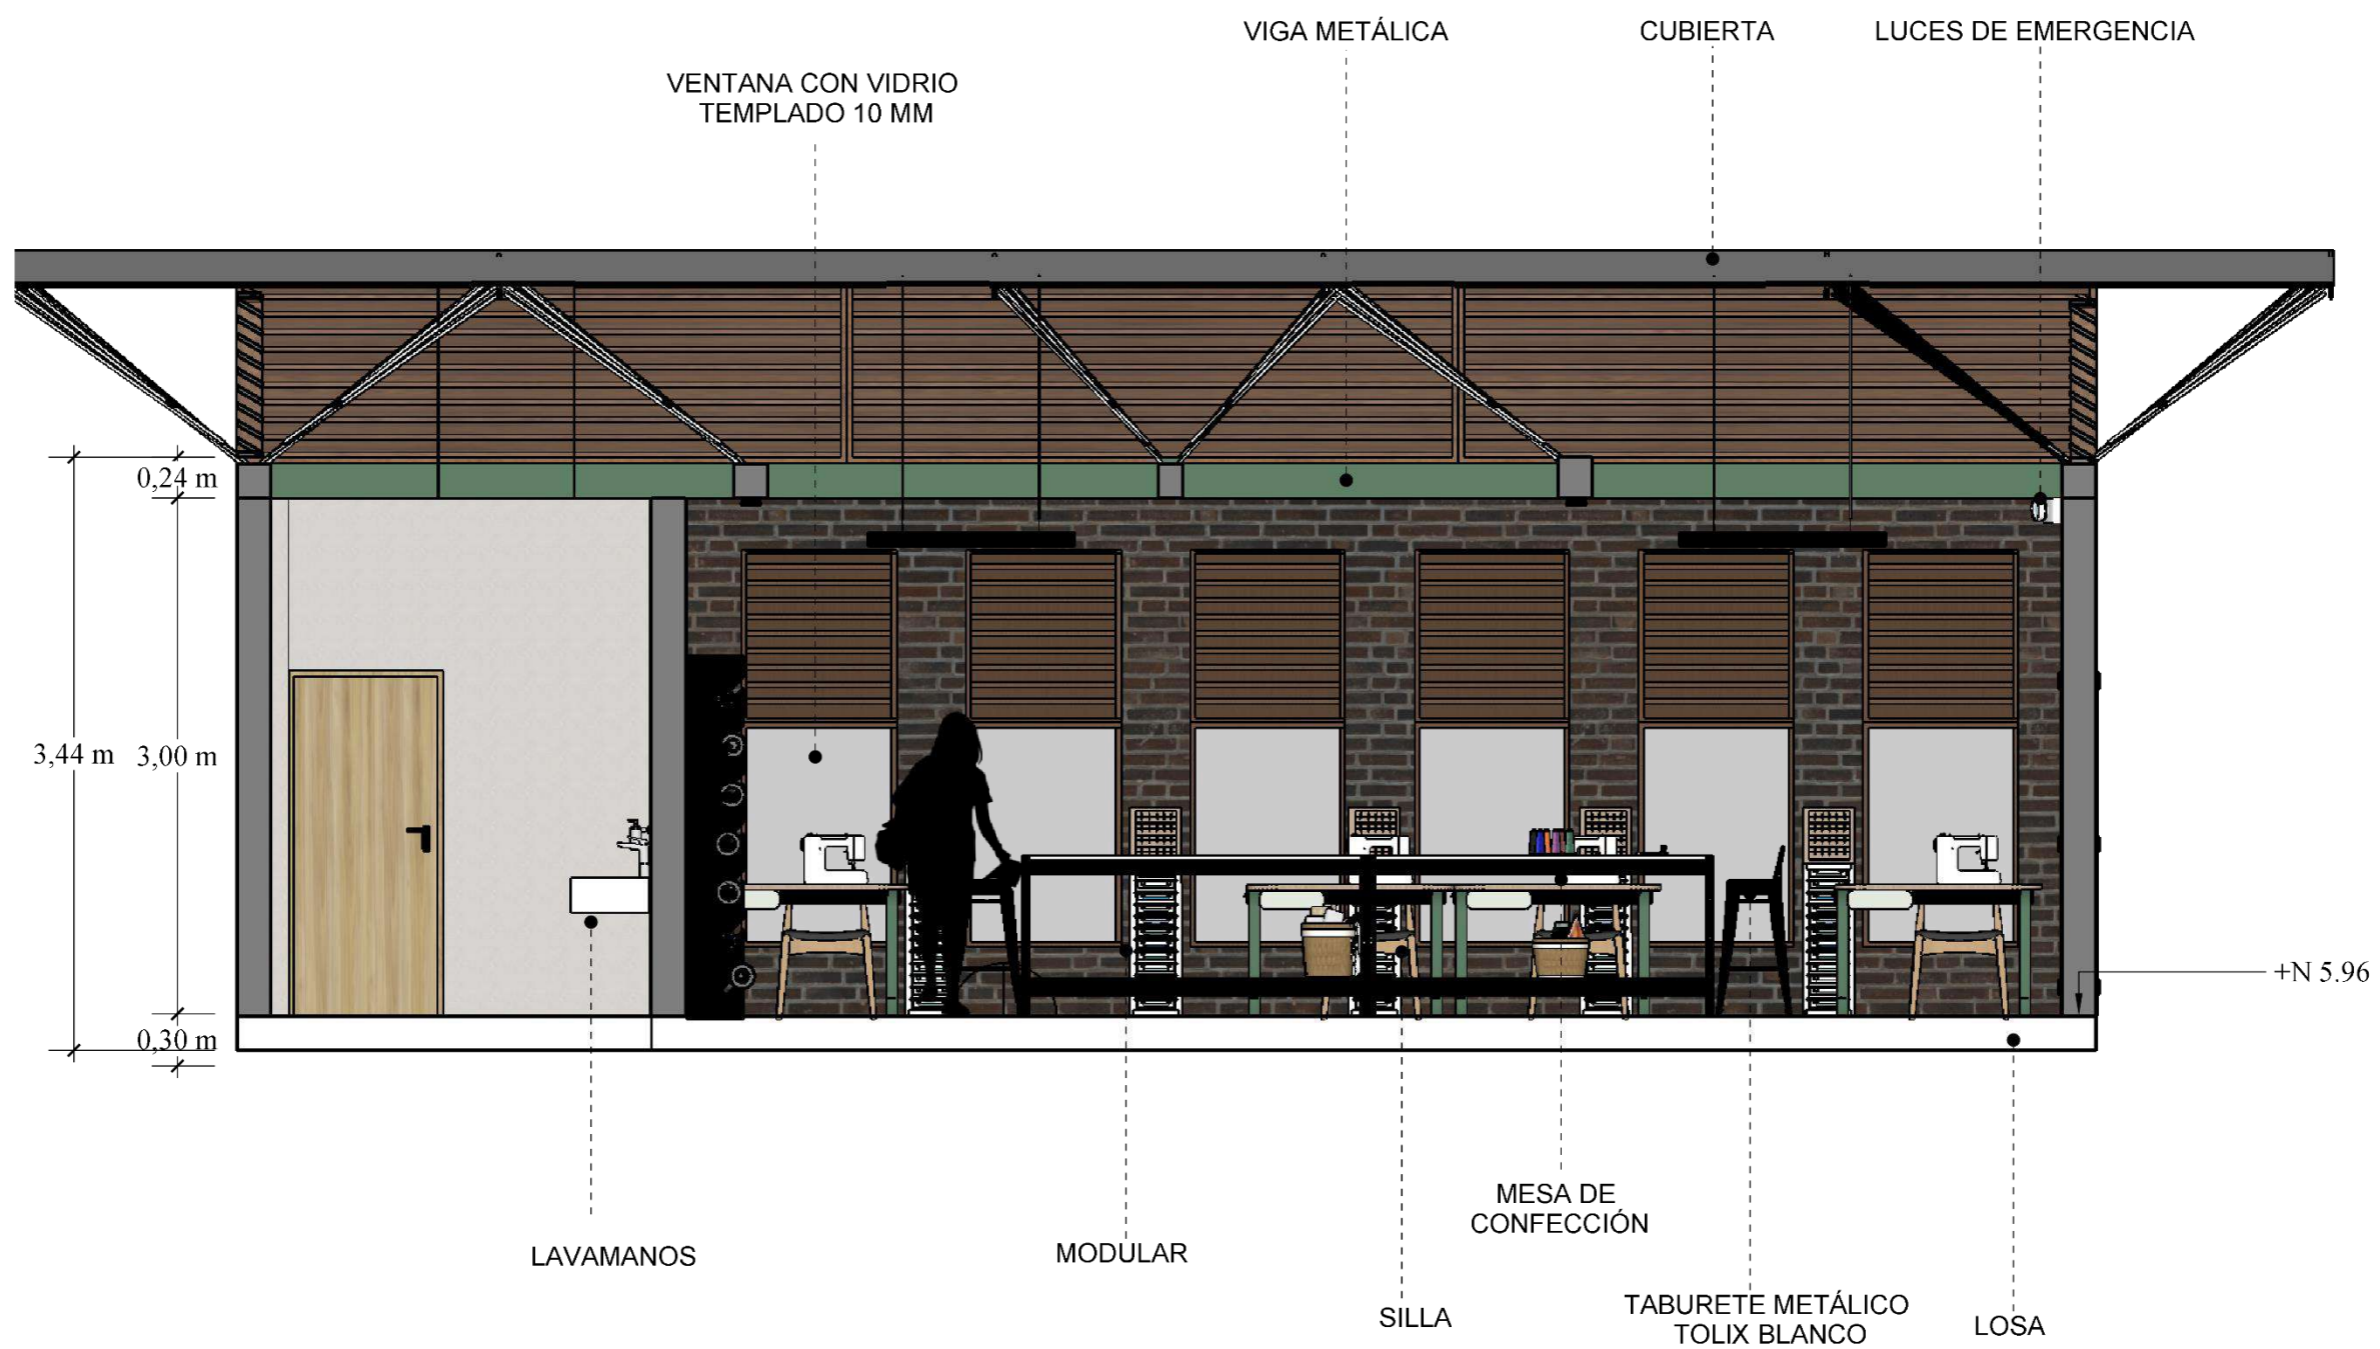 VIGA METÁLICA
CUBIERTA
LUCES DE EMERGENCIA
VENTANA CON VIDRIO
TEMPLADO 10 MM
0,24 m
3,44 m
3,00 m
+N 5.96
0,30 m
LAVAMANOS
MODULAR
MESA DE
CONFECCIÓN
SILLA
TABURETE METÁLICO
TOLIX BLANCO
LOSA